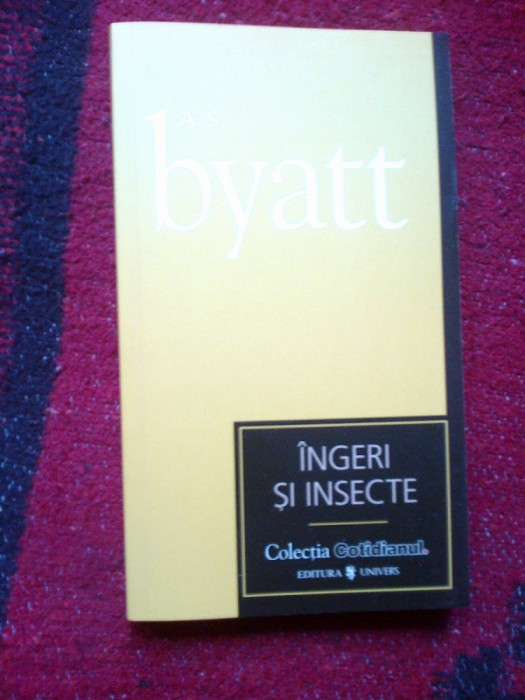 A.S.
byatt
ÎNGERI
ȘI INSECTE
Colecția Cotidianul
EDITURA UNIVERS